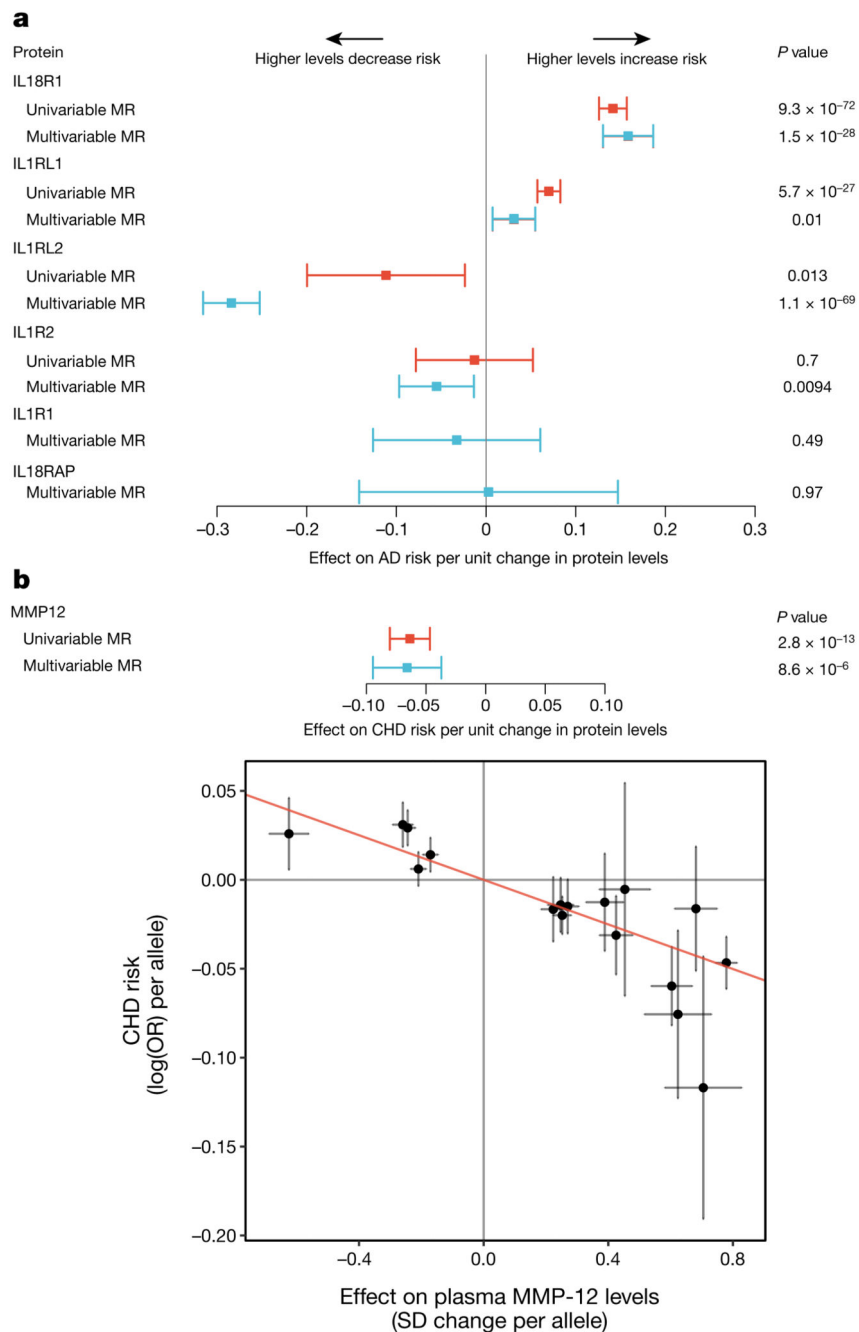 a
Protein
Higher levels decrease risk
Higher levels increase risk
P value
IL18R1
Univariable MR
9.3 × 10⁻⁷²
Multivariable MR
1.5 × 10⁻²⁸
IL1RL1
Univariable MR
5.7 × 10⁻²⁷
Multivariable MR
0.01
IL1RL2
Univariable MR
0.013
Multivariable MR
1.1 × 10⁻⁶⁹
IL1R2
Univariable MR
0.7
Multivariable MR
0.0094
IL1R1
Multivariable MR
0.49
IL18RAP
Multivariable MR
0.97
−0.3 −0.2 −0.1 0 0.1 0.2 0.3
Effect on AD risk per unit change in protein levels
b
MMP12
P value
Univariable MR
2.8 × 10⁻¹³
Multivariable MR
8.6 × 10⁻⁶
−0.10 −0.05 0 0.05 0.10
Effect on CHD risk per unit change in protein levels
0.05
0.00
−0.05
−0.10
−0.15
−0.20
CHD risk
(log(OR) per allele)
−0.4 0.0 0.4 0.8
Effect on plasma MMP-12 levels
(SD change per allele)